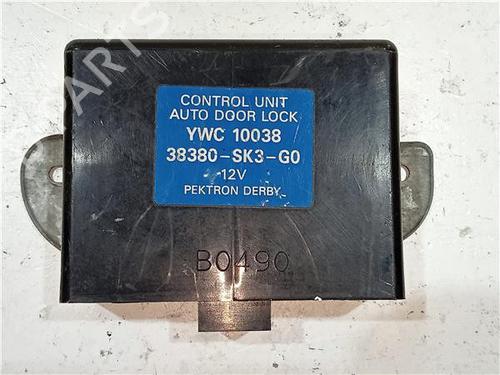 CONTROL UNIT
AUTO DOOR LOCK
YWC 10038
38380-SK3-G0
12V
PEKTRON DERBY
B0490